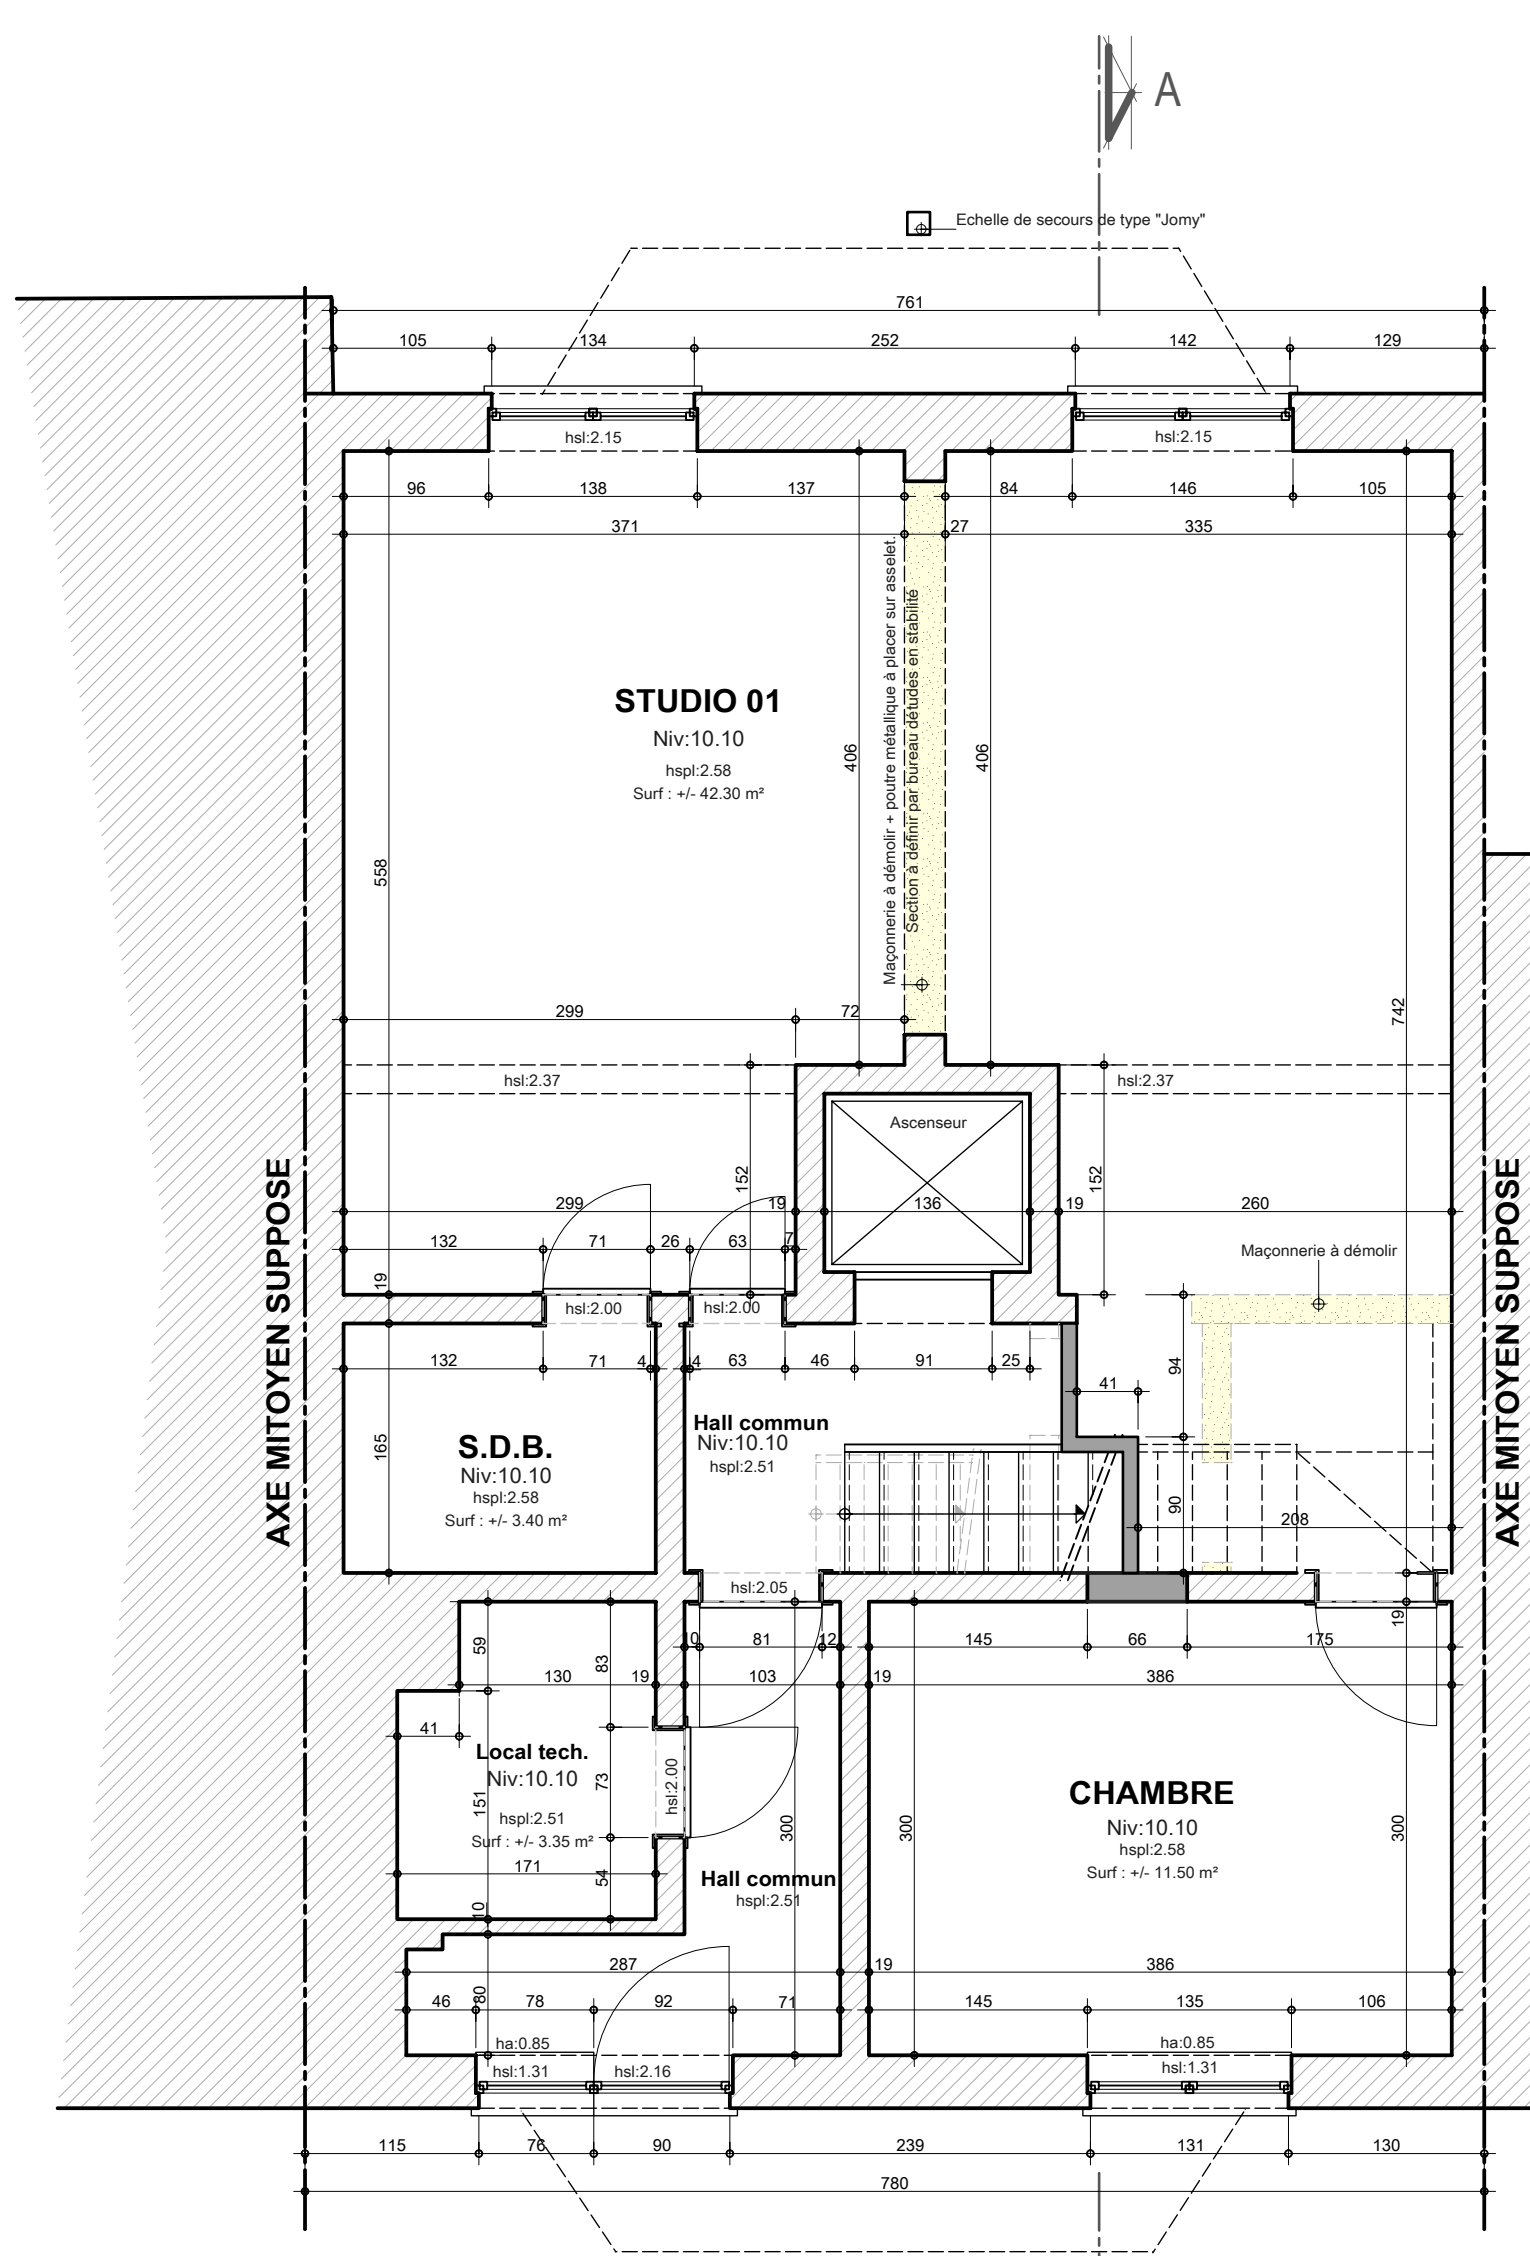 A
Echelle de secours de type "Jomy"
761
105 134 252 142 129
hsl:2.15 hsl:2.15
96 138 137 84 146 105
371 27 335
Maçonnerie à démolir + poutre métallique à placer sur asselet.
Section à définir par bureau détudes en stabilité
STUDIO 01
Niv:10.10
hspl:2.58
Surf : +/- 42.30 m²
406 406
558
742
299 72
hsl:2.37 hsl:2.37
Ascenseur
152 152
299 19 136 19 260
132 71 26 63 7
Maçonnerie à démolir
19
hsl:2.00 hsl:2.00
132 71 4 4 63 46 91 25
94
41
AXE MITOYEN SUPPOSE
AXE MITOYEN SUPPOSE
165
S.D.B.
Niv:10.10
hspl:2.58
Surf : +/- 3.40 m²
Hall commun
Niv:10.10
hspl:2.51
90
208
hsl:2.05
19
59
83
10 81 12 145 66 175
130 19 103 19 386
41
Local tech.
Niv:10.10
hspl:2.51
Surf : +/- 3.35 m²
151
73
hsl:2.00
171
54
10
300 300 300
CHAMBRE
Niv:10.10
hspl:2.58
Surf : +/- 11.50 m²
Hall commun
hspl:2.51
287 19 386
80
46 78 92 71 145 135 106
ha:0.85 ha:0.85
hsl:1.31 hsl:2.16 hsl:1.31
115 76 90 239 131 130
780